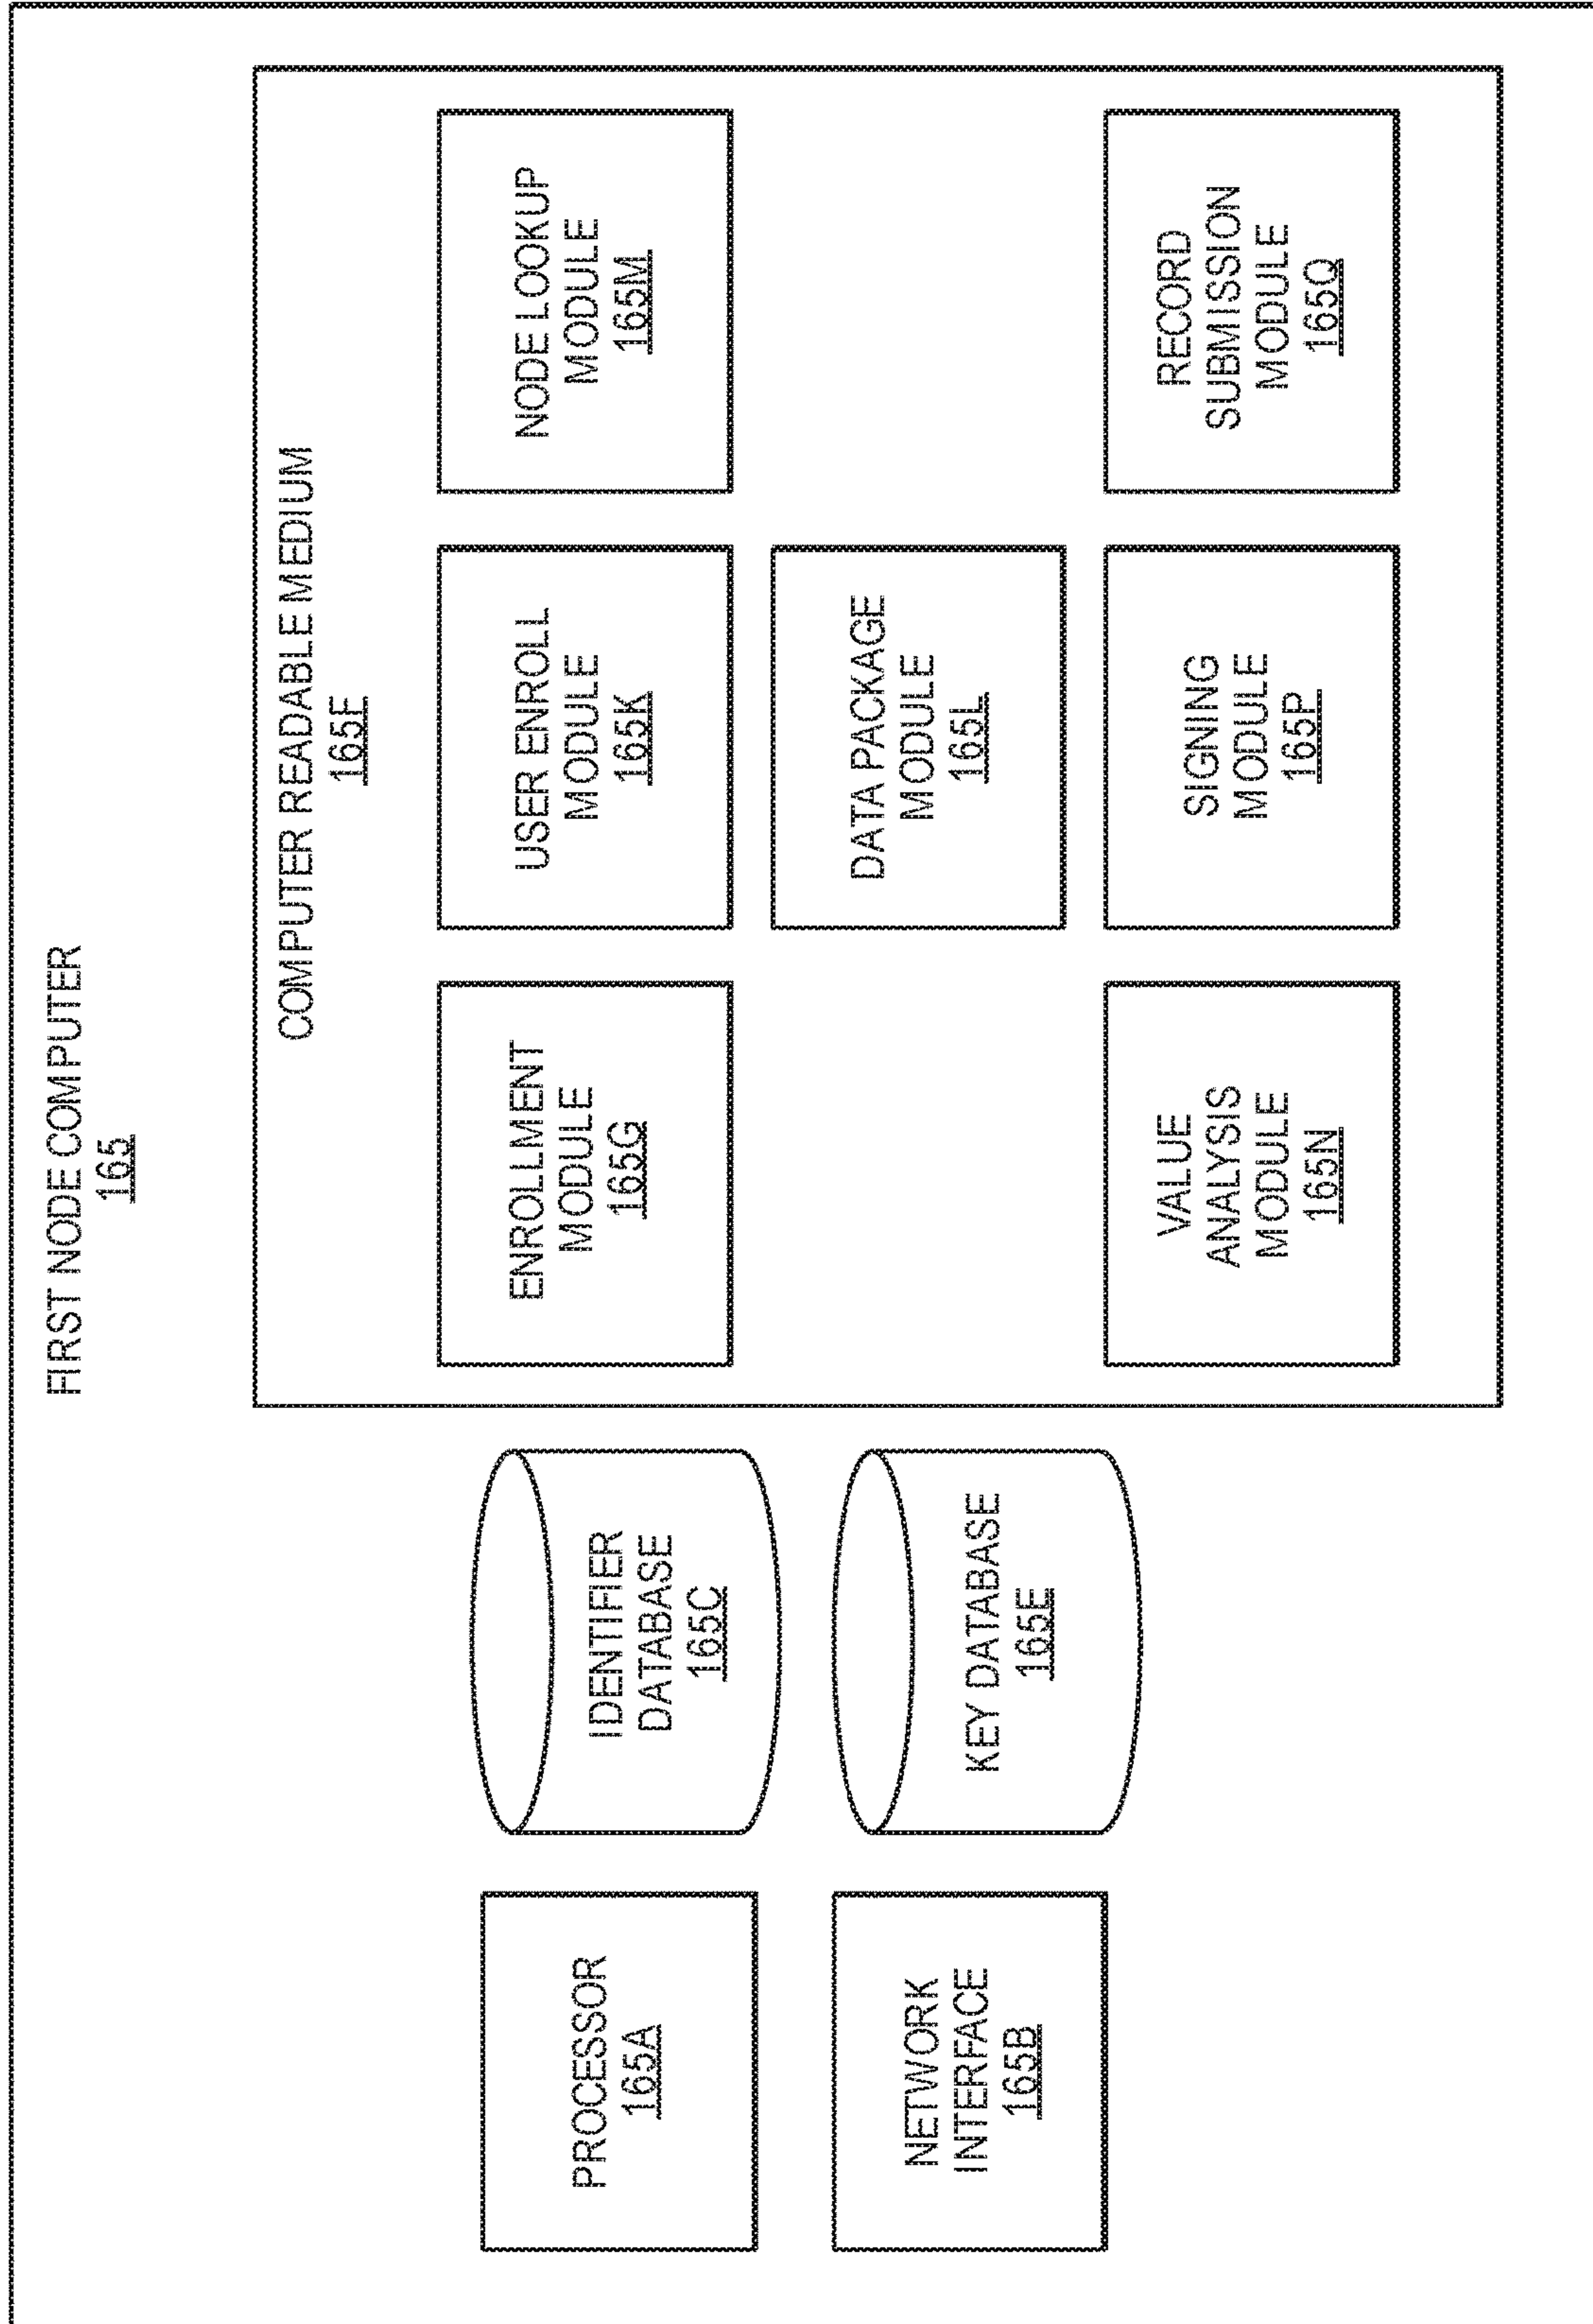 FIRST NODE COMPUTER
165
PROCESSOR
165A
NETWORK
INTERFACE
165B
IDENTIFIER
DATABASE
165C
KEY DATABASE
165E
COMPUTER READABLE MEDIUM
165F
ENROLLMENT
MODULE
165G
USER ENROLL
MODULE
165K
NODE LOOKUP
MODULE
165M
DATA PACKAGE
MODULE
165L
VALUE
ANALYSIS
MODULE
165N
SIGNING
MODULE
165P
RECORD
SUBMISSION
MODULE
165Q